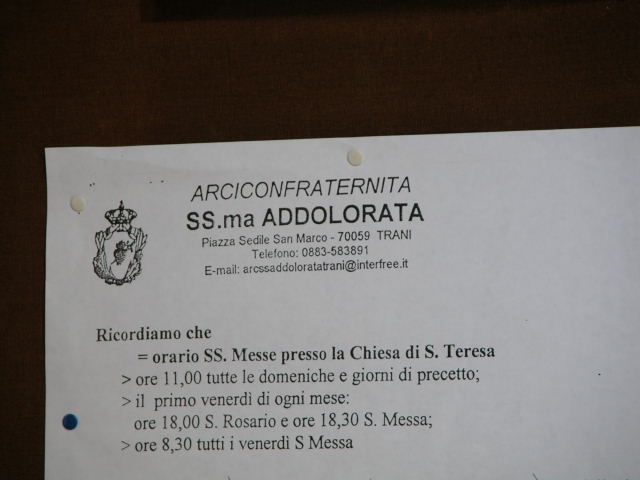 ARCICONFRATERNITA
SS.ma ADDOLORATA
Piazza Sedile San Marco - 70059 TRANI
Telefono: 0883-583891
E-mail: arcssaddoloratatrani@interfree.it
Ricordiamo che
= orario SS. Messe presso la Chiesa di S. Teresa
> ore 11,00 tutte le domeniche e giorni di precetto;
> il primo venerdì di ogni mese:
ore 18,00 S. Rosario e ore 18,30 S. Messa;
> ore 8,30 tutti i venerdì S Messa